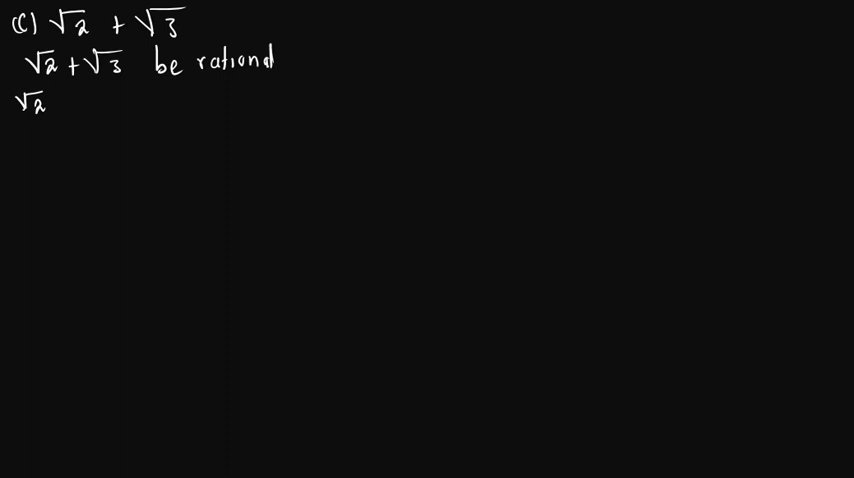 (C) √2 + √3
√2 + √3 be rational
√2